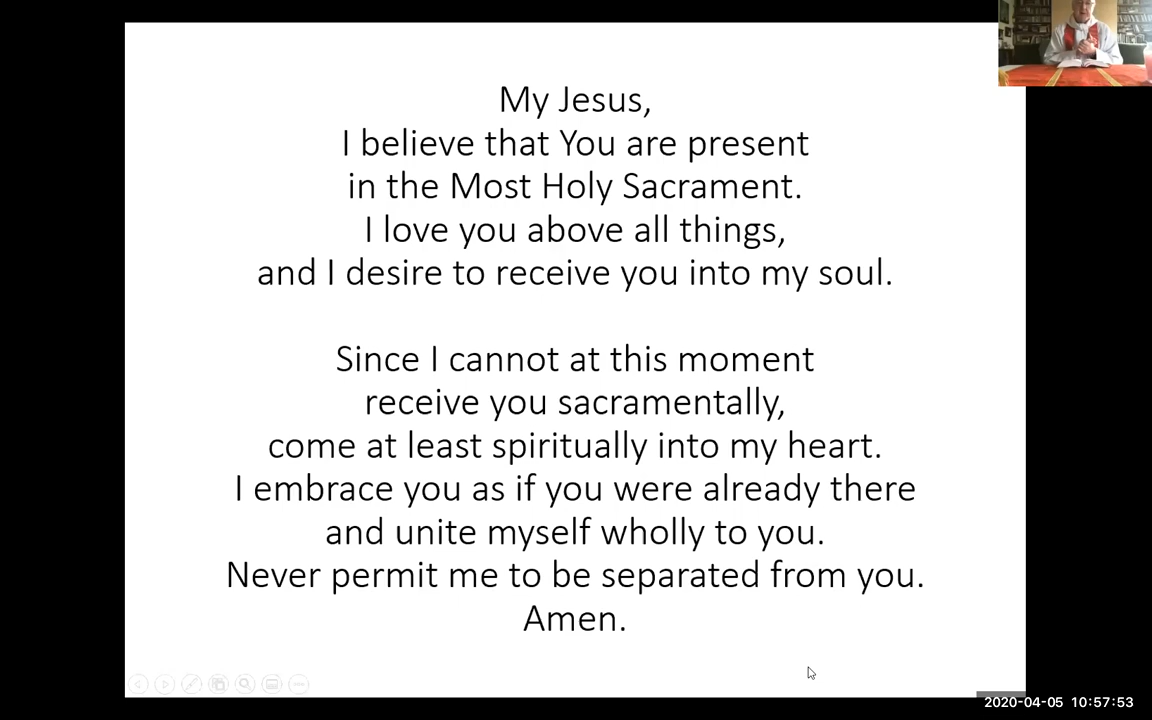 My Jesus,
I believe that You are present
in the Most Holy Sacrament.
I love you above all things,
and I desire to receive you into my soul.
Since I cannot at this moment
receive you sacramentally,
come at least spiritually into my heart.
I embrace you as if you were already there
and unite myself wholly to you.
Never permit me to be separated from you.
Amen.
2020-04-05 10:57:53